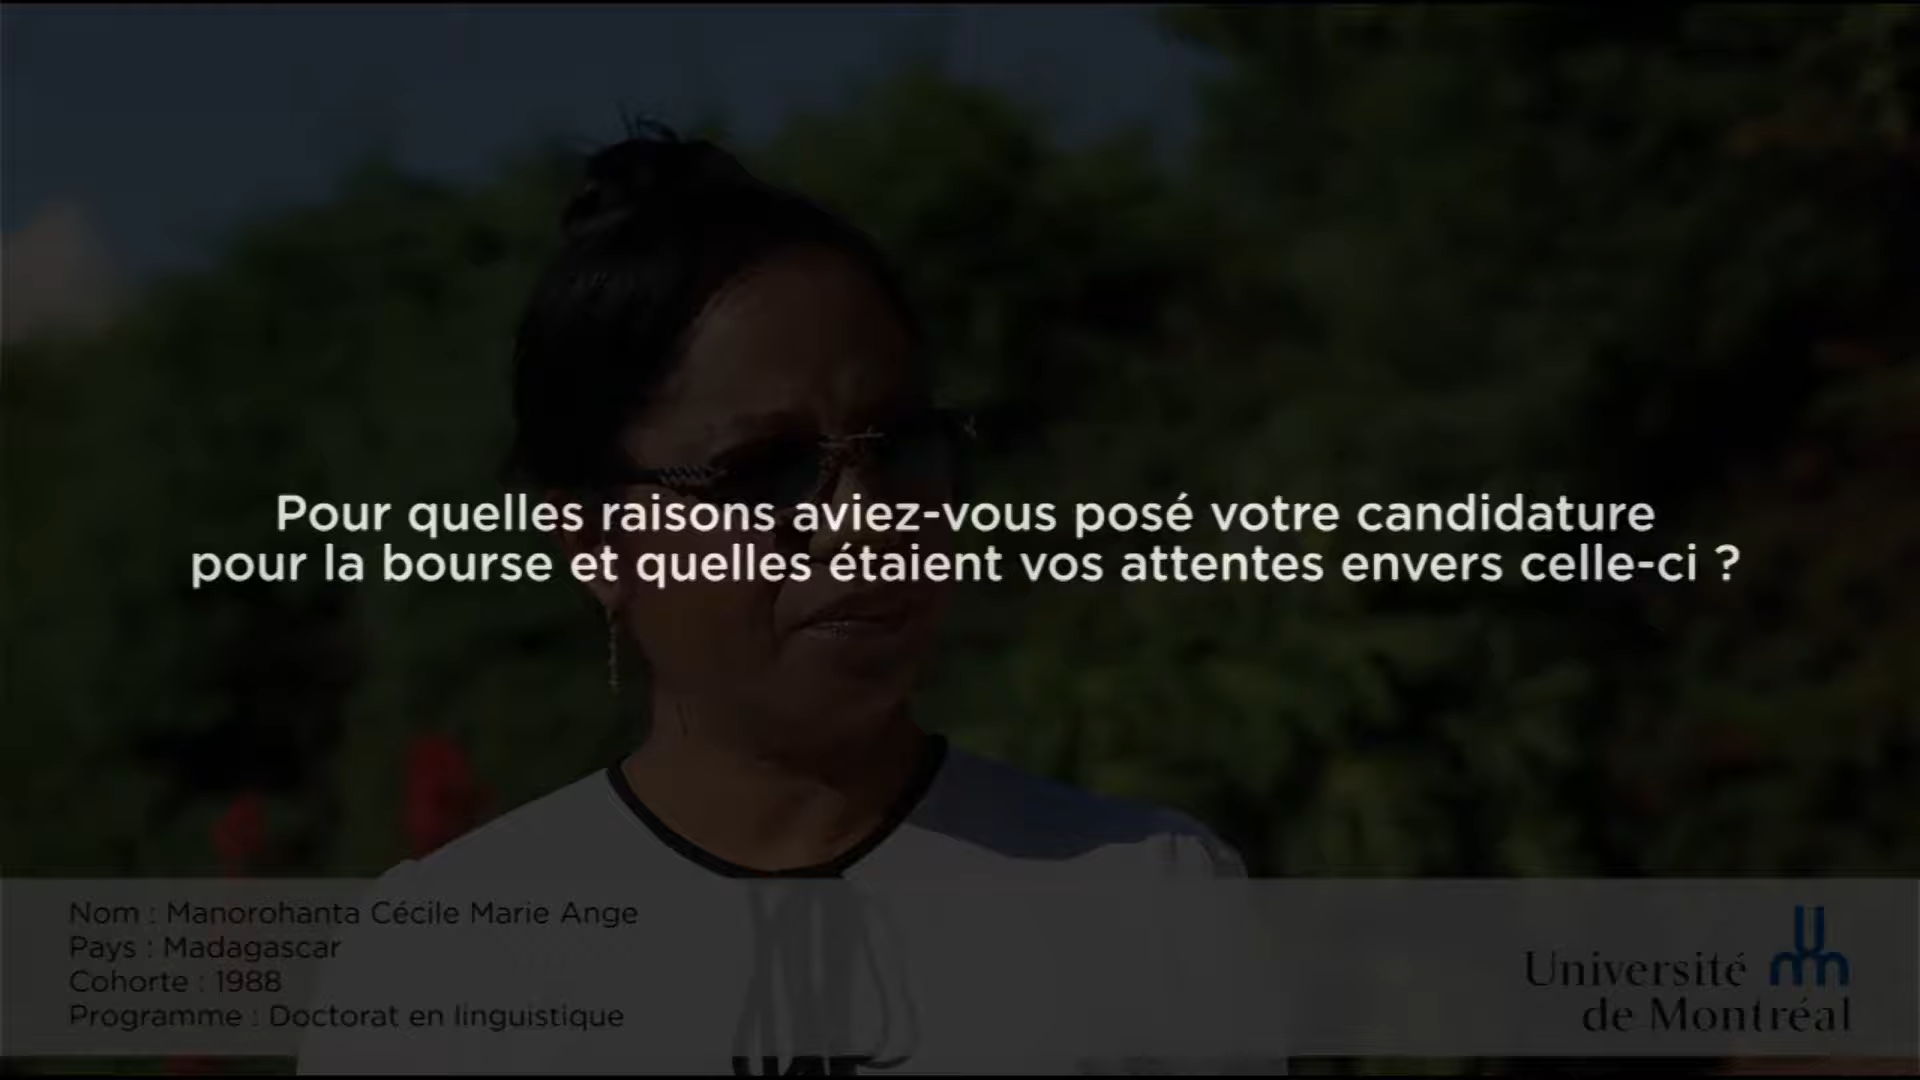 Pour quelles raisons aviez-vous posé votre candidature
pour la bourse et quelles étaient vos attentes envers celle-ci ?
Nom : Manorohanta Cécile Marie Ange
Pays : Madagascar
Cohorte : 1988
Programme : Doctorat en linguistique
Université
de Montréal